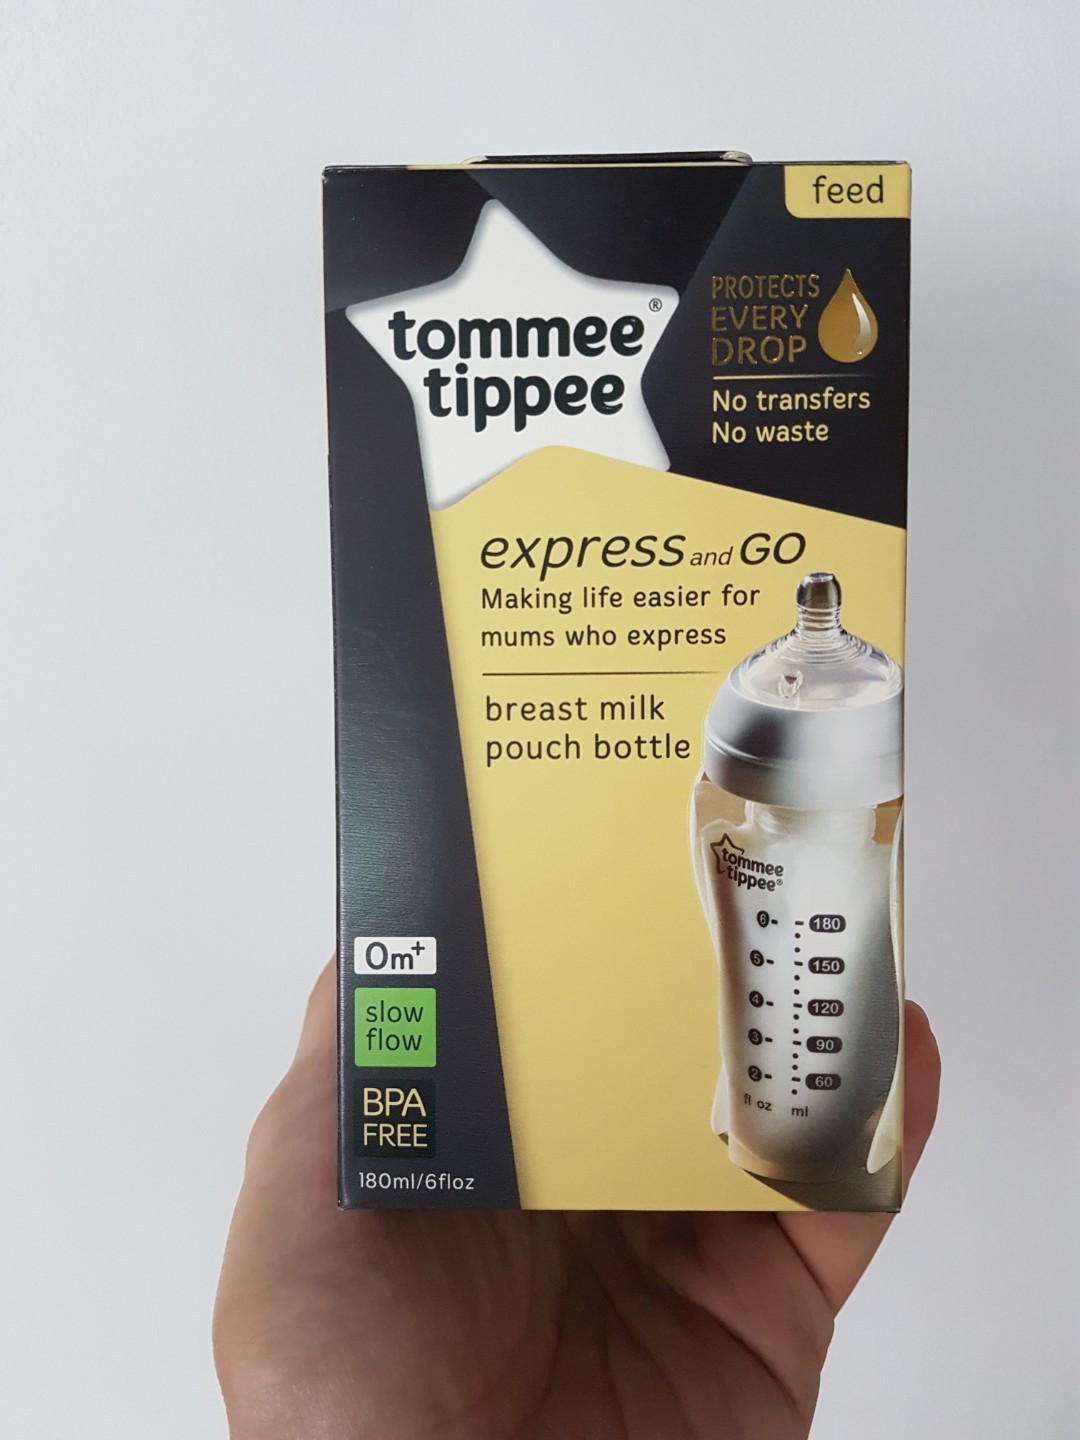 feed
tommee®
tippee
PROTECTS
EVERY
DROP
No transfers
No waste
express and GO
Making life easier for
mums who express
breast milk
pouch bottle
tommee
tippee®
6 180
5 150
4 120
3 90
2 60
fl oz ml
0m+
slow
flow
BPA
FREE
180ml/6floz